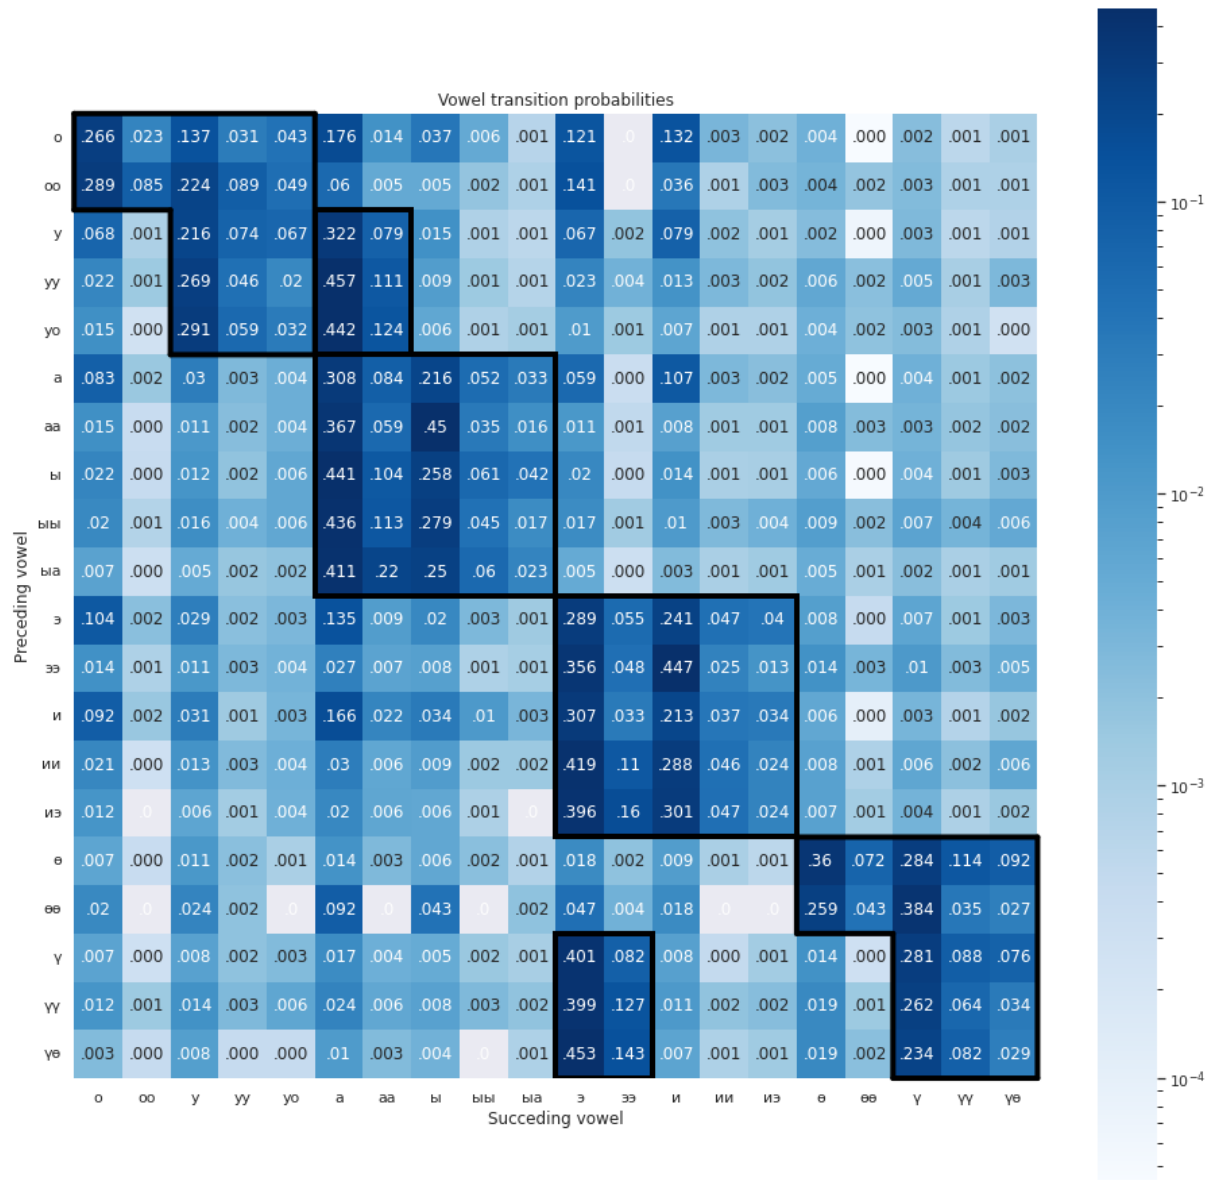 Vowel transition probabilities
о .266 .023 .137 .031 .043 .176 .014 .037 .006 .001 .121 .0 .132 .003 .002 .004 .000 .002 .001 .001
оо .289 .085 .224 .089 .049 .06 .005 .005 .002 .001 .141 .0 .036 .001 .003 .004 .002 .003 .001 .001
у .068 .001 .216 .074 .067 .322 .079 .015 .001 .001 .067 .002 .079 .002 .001 .002 .000 .003 .001 .001
уу .022 .001 .269 .046 .02 .457 .111 .009 .001 .001 .023 .004 .013 .003 .002 .006 .002 .005 .001 .003
уо .015 .000 .291 .059 .032 .442 .124 .006 .001 .001 .01 .001 .007 .001 .001 .004 .002 .003 .001 .000
а .083 .002 .03 .003 .004 .308 .084 .216 .052 .033 .059 .000 .107 .003 .002 .005 .000 .004 .001 .002
аа .015 .000 .011 .002 .004 .367 .059 .45 .035 .016 .011 .001 .008 .001 .001 .008 .003 .003 .002 .002
ы .022 .000 .012 .002 .006 .441 .104 .258 .061 .042 .02 .000 .014 .001 .001 .006 .000 .004 .001 .003
ыы .02 .001 .016 .004 .006 .436 .113 .279 .045 .017 .017 .001 .01 .003 .004 .009 .002 .007 .004 .006
ыа .007 .000 .005 .002 .002 .411 .22 .25 .06 .023 .005 .000 .003 .001 .001 .005 .001 .002 .001 .001
э .104 .002 .029 .002 .003 .135 .009 .02 .003 .001 .289 .055 .241 .047 .04 .008 .000 .007 .001 .003
ээ .014 .001 .011 .003 .004 .027 .007 .008 .001 .001 .356 .048 .447 .025 .013 .014 .003 .01 .003 .005
и .092 .002 .031 .001 .003 .166 .022 .034 .01 .003 .307 .033 .213 .037 .034 .006 .000 .003 .001 .002
ии .021 .000 .013 .003 .004 .03 .006 .009 .002 .002 .419 .11 .288 .046 .024 .008 .001 .006 .002 .006
иэ .012 .0 .006 .001 .004 .02 .006 .006 .001 .0 .396 .16 .301 .047 .024 .007 .001 .004 .001 .002
ө .007 .000 .011 .002 .001 .014 .003 .006 .002 .001 .018 .002 .009 .001 .001 .36 .072 .284 .114 .092
өө .02 .0 .024 .002 .0 .092 .0 .043 .0 .002 .047 .004 .018 .0 .0 .259 .043 .384 .035 .027
ү .007 .000 .008 .002 .003 .017 .004 .005 .002 .001 .401 .082 .008 .000 .001 .014 .000 .281 .088 .076
үү .012 .001 .014 .003 .006 .024 .006 .008 .003 .002 .399 .127 .011 .002 .002 .019 .001 .262 .064 .034
үө .003 .000 .008 .000 .000 .01 .003 .004 .0 .001 .453 .143 .007 .001 .001 .019 .002 .234 .082 .029
о оо у уу уо а аа ы ыы ыа э ээ и ии иэ ө өө ү үү үө
Succeding vowel
Preceding vowel
10⁻¹
10⁻²
10⁻³
10⁻⁴